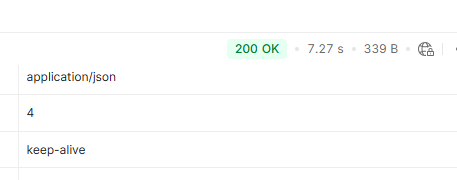 200 OK • 7.27 s • 339 B •
application/json
4
keep-alive